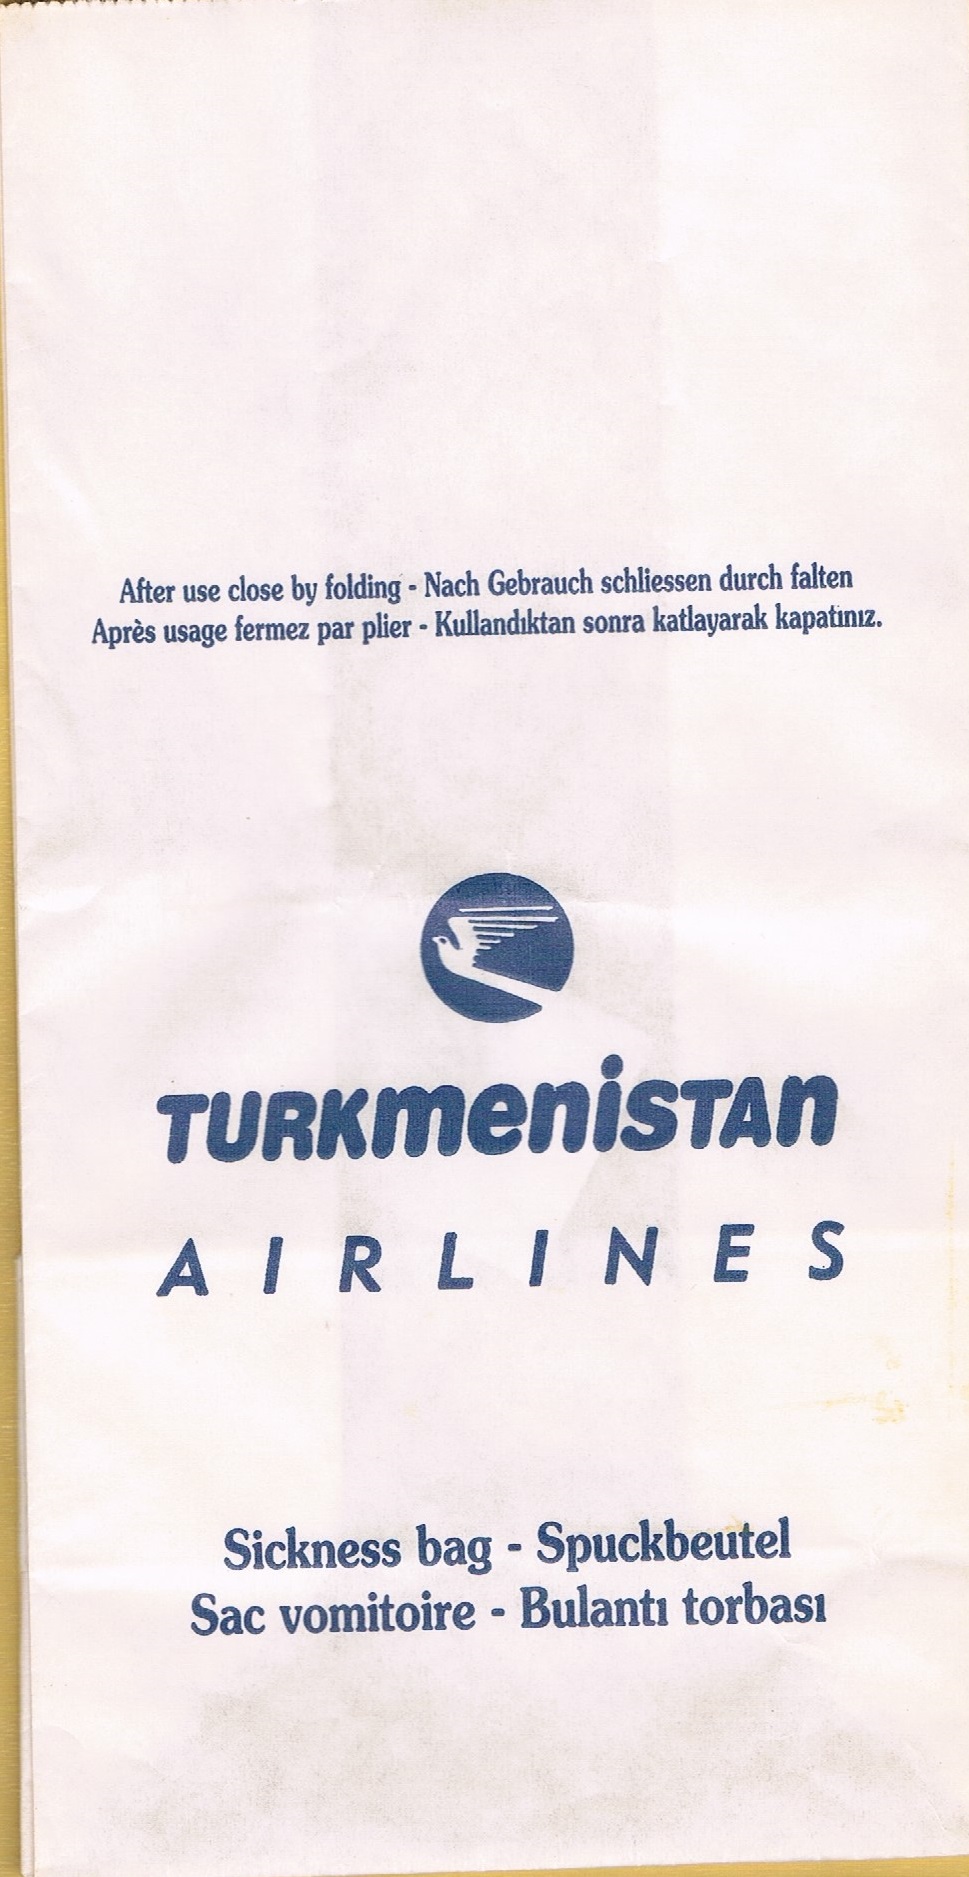 After use close by folding - Nach Gebrauch schliessen durch falten
Après usage fermez par plier - Kullandıktan sonra katlayarak kapatınız.
TURKmenisTAn
AIRLINES
Sickness bag - Spuckbeutel
Sac vomitoire - Bulantı torbası